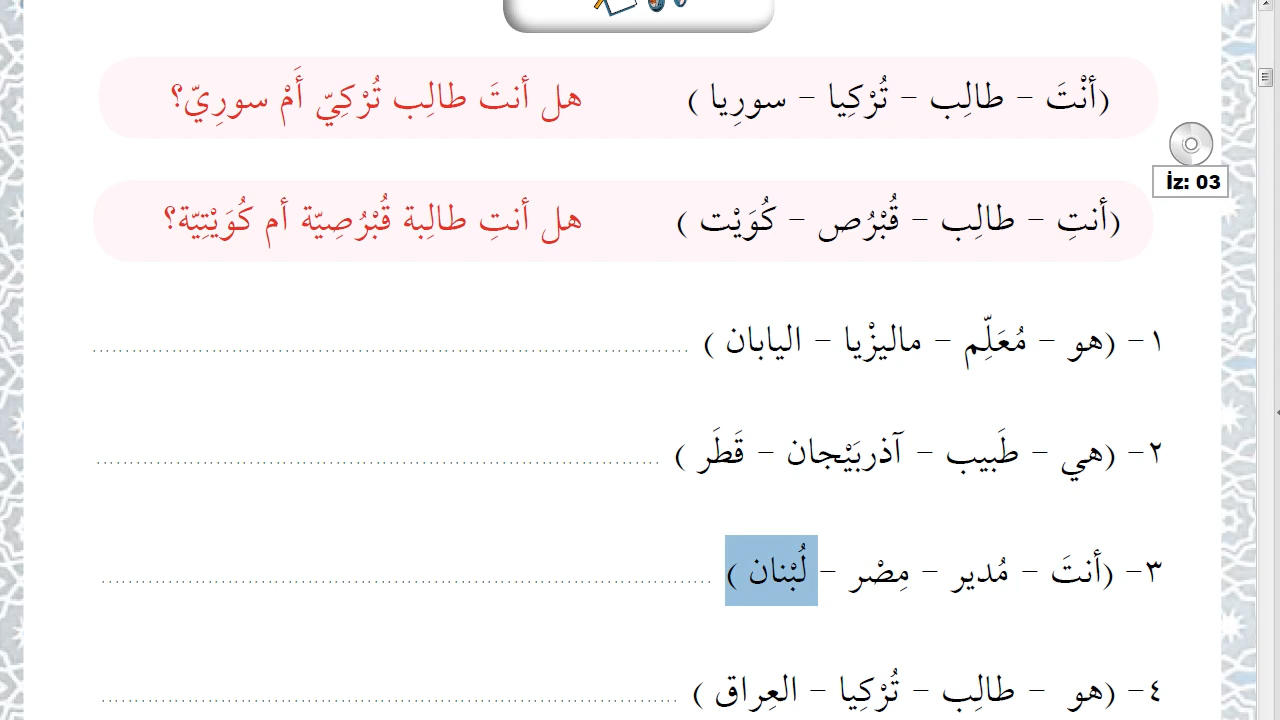 (أنْتَ – طالِب – تُرْكِيا – سورِيا ) هل أنتَ طالِب تُرْكِيّ أَمْ سورِيّ؟
İz: 03
(أنتِ – طالِب – قُبْرُص – كُوَيْت ) هل أنتِ طالِبة قُبْرُصِيّة أم كُوَيْتِيّة؟
١- (هو – مُعَلِّم – ماليزْيا – اليابان ) ........................................
٢- (هي – طَبيب – آذربَيْجان – قَطَر ) ........................................
٣- (أنتَ – مُدير – مِصْر – لُبْنان ) ........................................
٤- (هو – طالِب – تُرْكِيا – العِراق ) ........................................